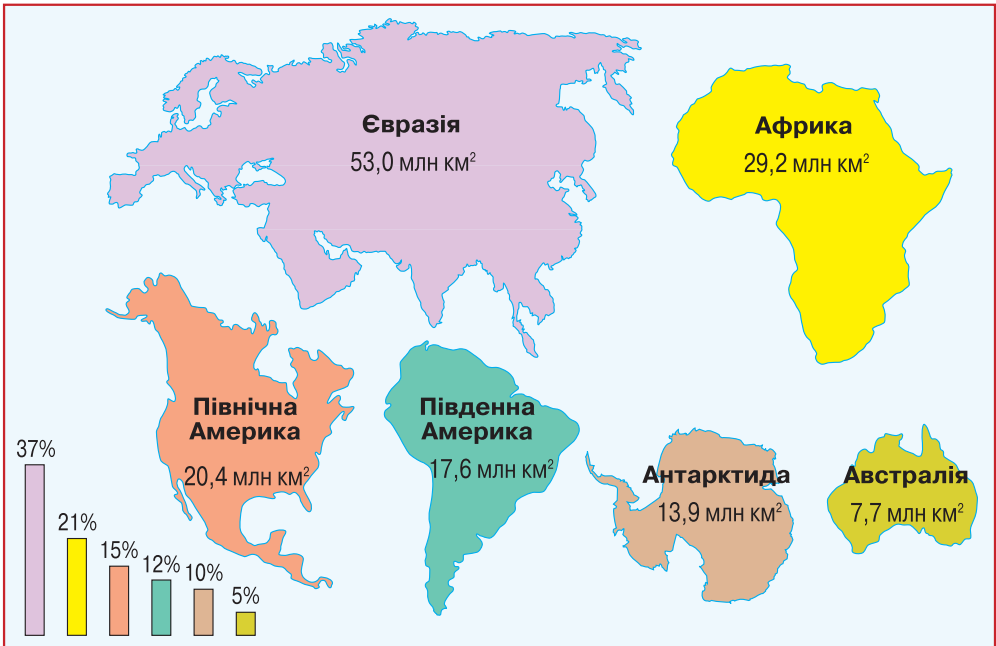 Євразія
53,0 млн км²
Африка
29,2 млн км²
Північна
Америка
20,4 млн км²
Південна
Америка
17,6 млн км²
Антарктида
13,9 млн км²
Австралія
7,7 млн км²
37%
21%
15%
12%
10%
5%